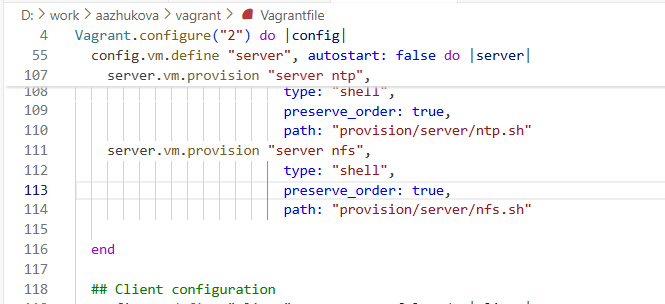 D: > work > aazhukova > vagrant > Vagrantfile
4 Vagrant.configure("2") do |config|
55 config.vm.define "server", autostart: false do |server|
107 server.vm.provision "server ntp",
108 type: "shell",
109 preserve_order: true,
110 path: "provision/server/ntp.sh"
111 server.vm.provision "server nfs",
112 type: "shell",
113 preserve_order: true,
114 path: "provision/server/nfs.sh"
115
116 end
117
118 ## Client configuration